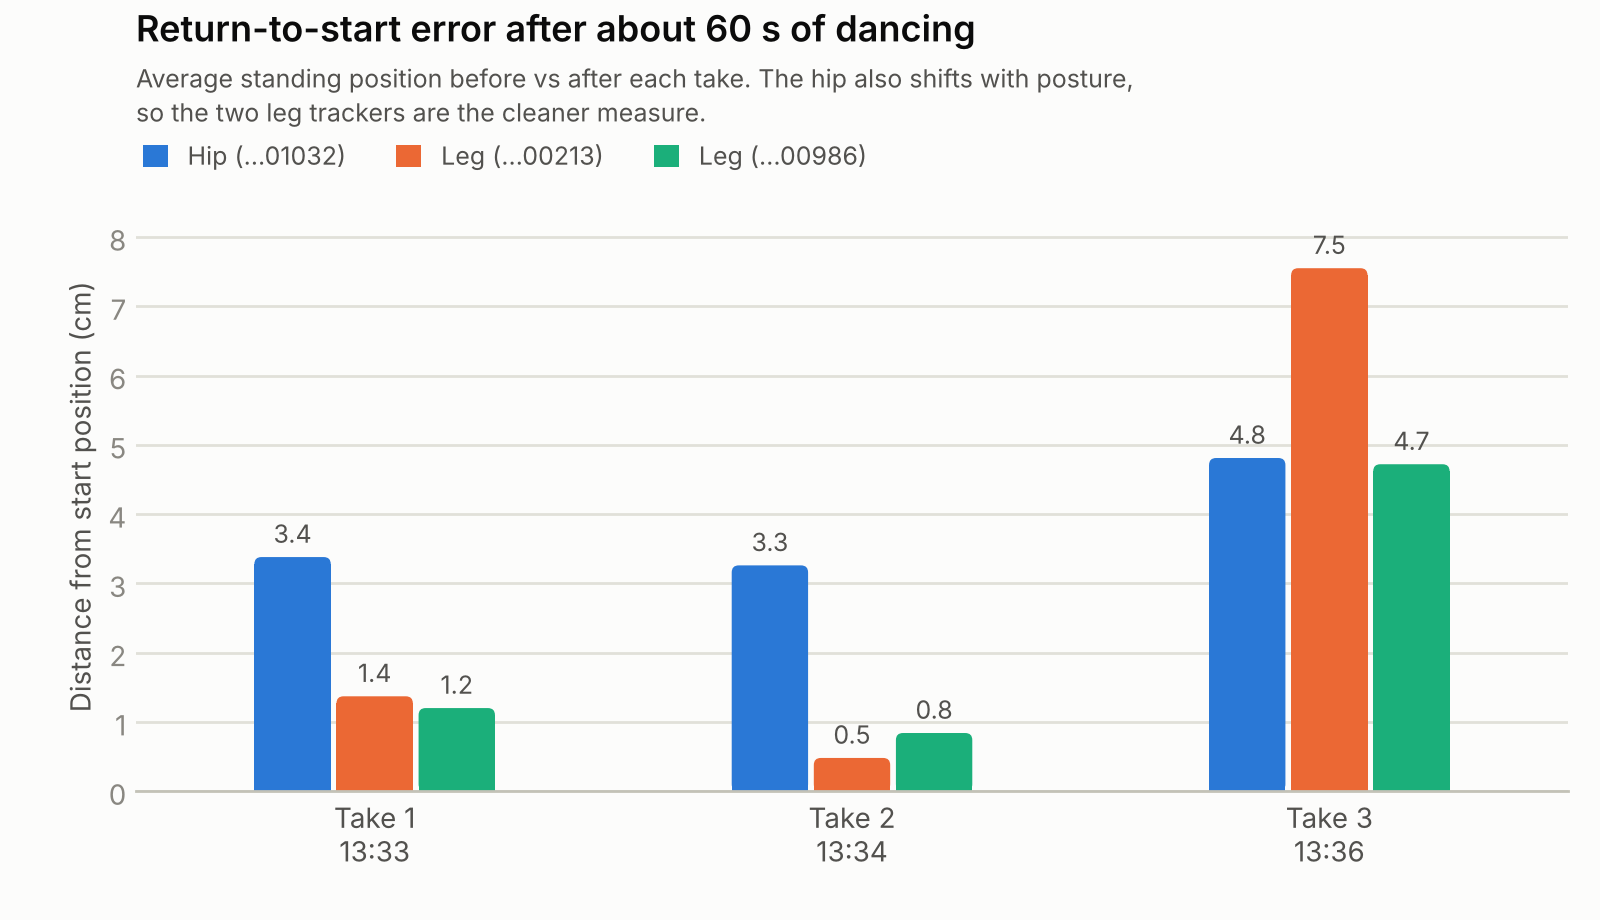 Return-to-start error after about 60 s of dancing
Average standing position before vs after each take. The hip also shifts with posture,
so the two leg trackers are the cleaner measure.
Hip (...01032) Leg (...00213) Leg (...00986)
Distance from start position (cm)
8
7
6
5
4
3
2
1
0
3.4 1.4 1.2
3.3 0.5 0.8
4.8 7.5 4.7
Take 1 Take 2 Take 3
13:33 13:34 13:36